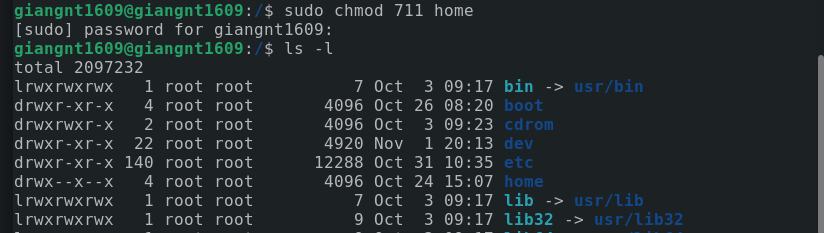 giangnt1609@giangnt1609:/$ sudo chmod 711 home
[sudo] password for giangnt1609:
giangnt1609@giangnt1609:/$ ls -l
total 2097232
lrwxrwxrwx   1 root root          7 Oct  3 09:17 bin -> usr/bin
drwxr-xr-x   4 root root       4096 Oct 26 08:20 boot
drwxrwxr-x   2 root root       4096 Oct  3 09:23 cdrom
drwxr-xr-x  22 root root       4920 Nov  1 20:13 dev
drwxr-xr-x 140 root root      12288 Oct 31 10:35 etc
drwx--x--x   4 root root       4096 Oct 24 15:07 home
lrwxrwxrwx   1 root root          7 Oct  3 09:17 lib -> usr/lib
lrwxrwxrwx   1 root root          9 Oct  3 09:17 lib32 -> usr/lib32